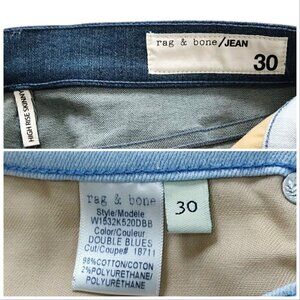 rag & bone/JEAN
30
HIGH RISE SKINNY
rag & bone
Style/Modèle
W1532K520DBB
Color/Couleur
DOUBLE BLUES
Cut/Coupe# 18711
98%COTTON/COTON
2%POLYURETHANE/
POLYURÉTHANE
30